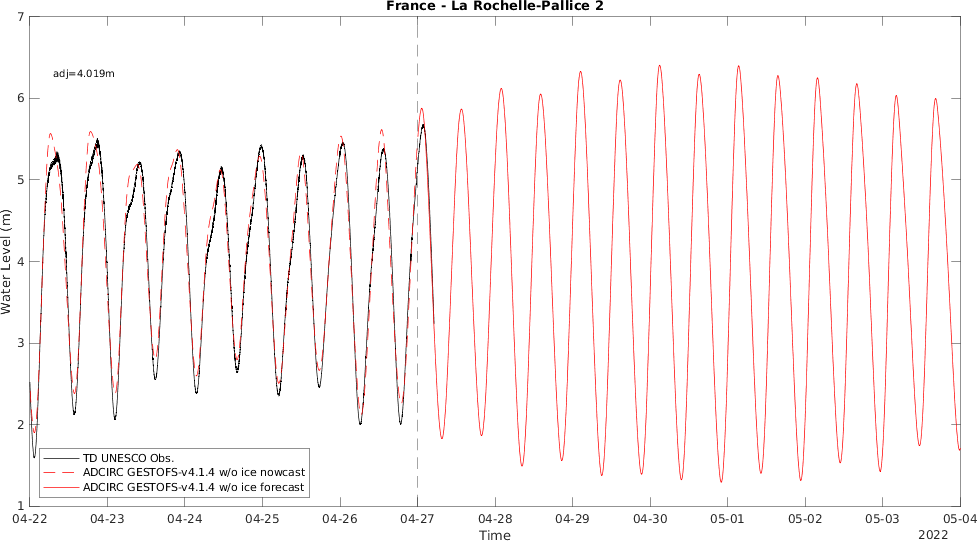 France - La Rochelle-Pallice 2
adj=4.019m
7
6
5
4
3
2
1
Water Level (m)
TD UNESCO Obs.
ADCIRC GESTOFS-v4.1.4 w/o ice nowcast
ADCIRC GESTOFS-v4.1.4 w/o ice forecast
04-22 04-23 04-24 04-25 04-26 04-27 04-28 04-29 04-30 05-01 05-02 05-03 05-04
Time
2022